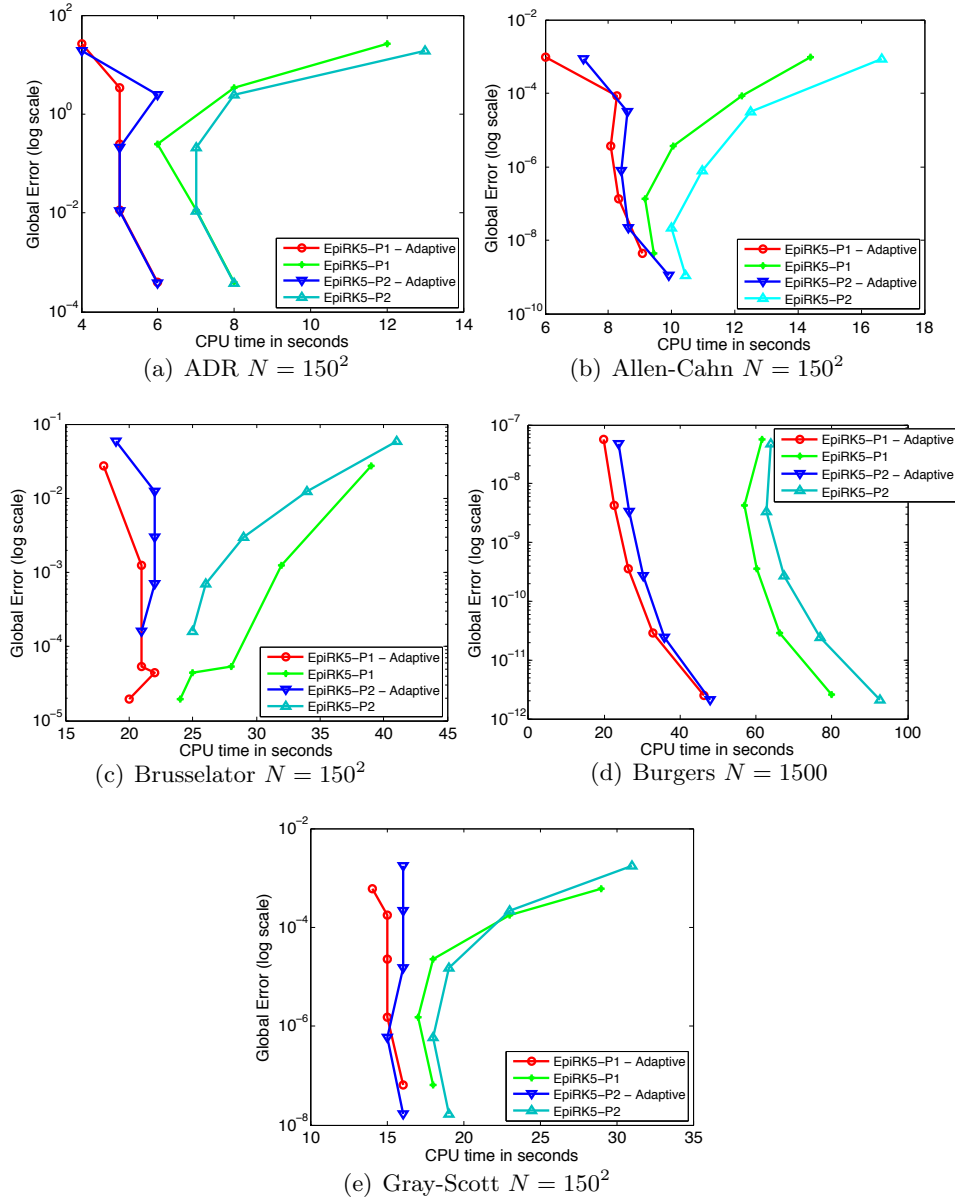 10^2
10^0
10^-2
10^-4
Global Error (log scale)
EpiRK5−P1 − Adaptive
EpiRK5−P1
EpiRK5−P2 − Adaptive
EpiRK5−P2
4 6 8 10 12 14
CPU time in seconds
(a) ADR N = 150^2
10^-2
10^-4
10^-6
10^-8
10^-10
Global Error (log scale)
EpiRK5−P1 − Adaptive
EpiRK5−P1
EpiRK5−P2 − Adaptive
EpiRK5−P2
6 8 10 12 14 16 18
CPU time in seconds
(b) Allen-Cahn N = 150^2
10^-1
10^-2
10^-3
10^-4
10^-5
Global Error (log scale)
EpiRK5−P1 − Adaptive
EpiRK5−P1
EpiRK5−P2 − Adaptive
EpiRK5−P2
15 20 25 30 35 40 45
CPU time in seconds
(c) Brusselator N = 150^2
10^-7
10^-8
10^-9
10^-10
10^-11
10^-12
Global Error (log scale)
EpiRK5−P1 − Adaptive
EpiRK5−P1
EpiRK5−P2 − Adaptive
EpiRK5−P2
0 20 40 60 80 100
CPU time in seconds
(d) Burgers N = 1500
10^-2
10^-4
10^-6
10^-8
Global Error (log scale)
EpiRK5−P1 − Adaptive
EpiRK5−P1
EpiRK5−P2 − Adaptive
EpiRK5−P2
10 15 20 25 30 35
CPU time in seconds
(e) Gray-Scott N = 150^2